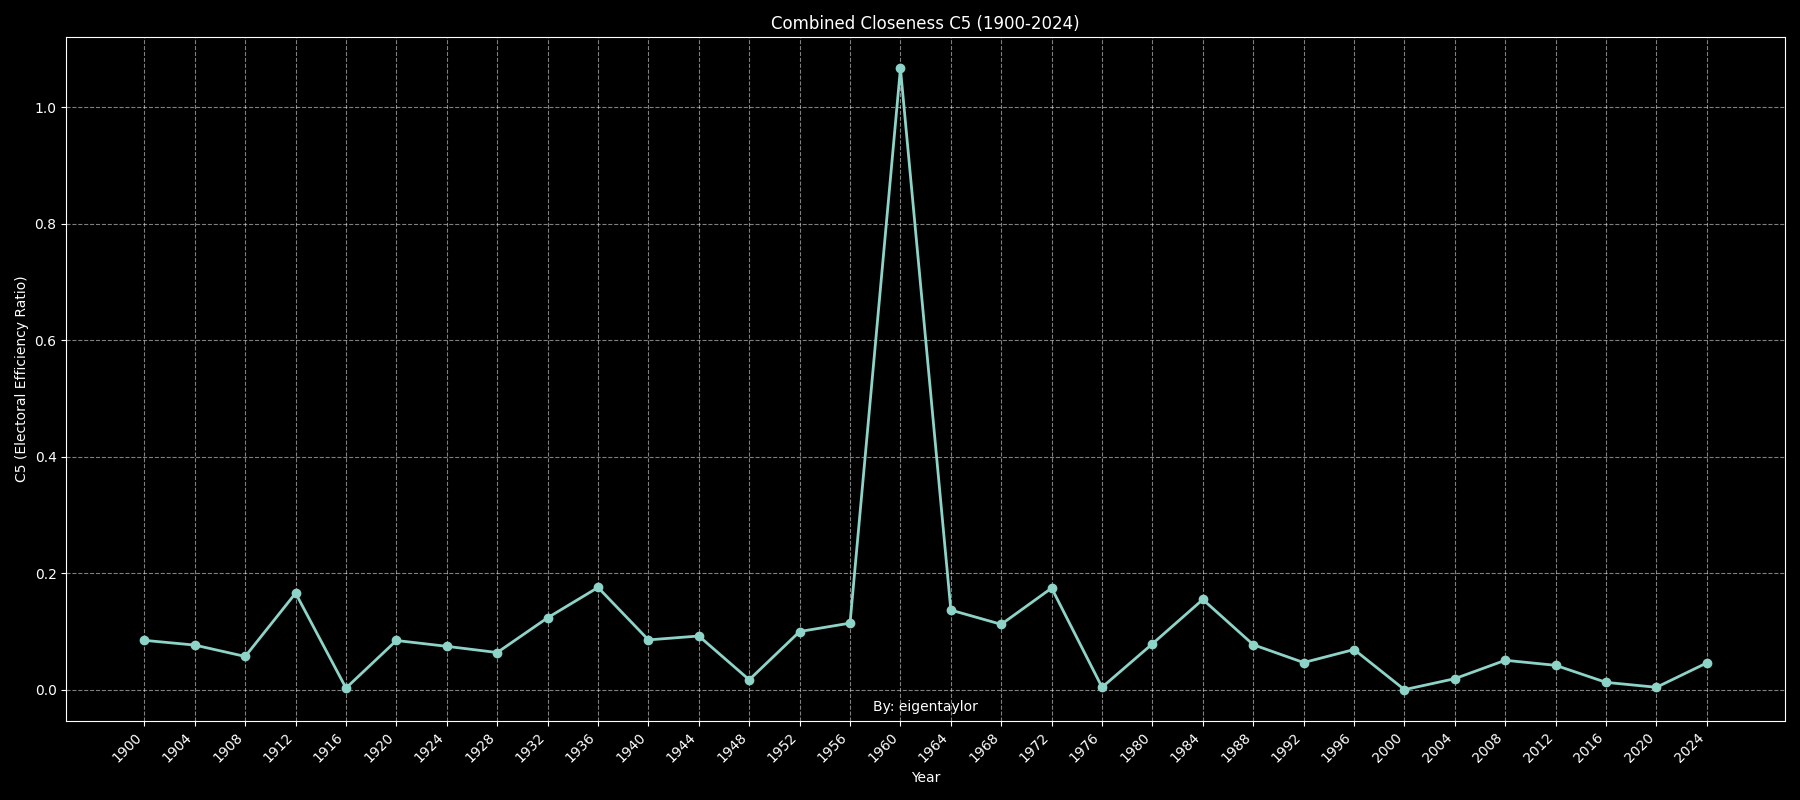 Combined Closeness C5 (1900-2024)
C5 (Electoral Efficiency Ratio)
1.0
0.8
0.6
0.4
0.2
0.0
By: eigentaylor
1900 1904 1908 1912 1916 1920 1924 1928 1932 1936 1940 1944 1948 1952 1956 1960 1964 1968 1972 1976 1980 1984 1988 1992 1996 2000 2004 2008 2012 2016 2020 2024
Year